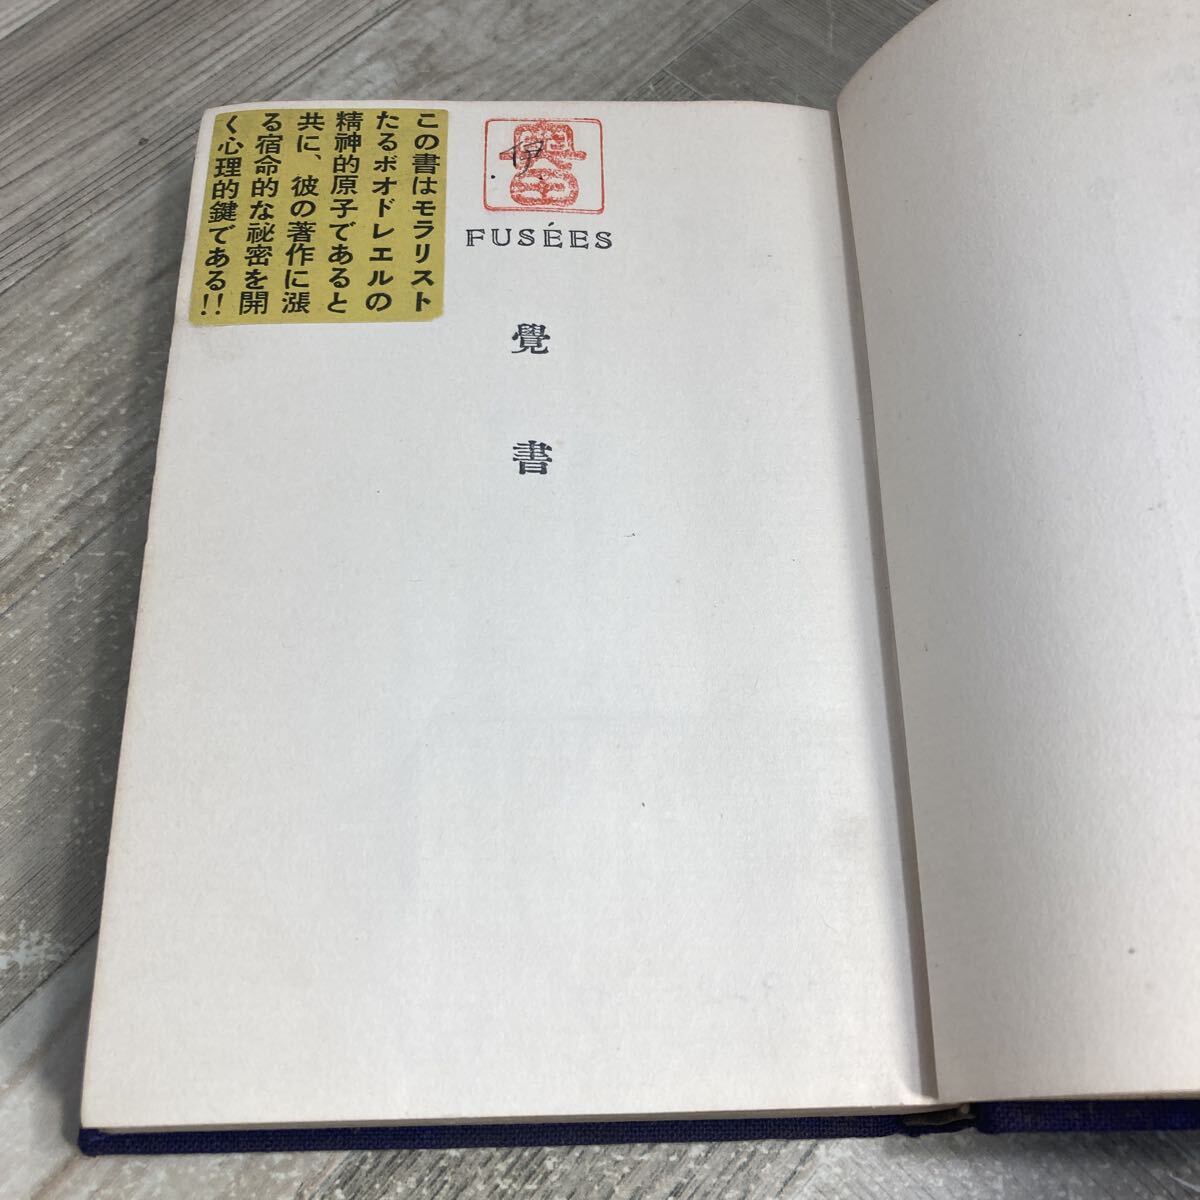 この書はモラリスト
たるボオドレエルの
精神的原子であると
共に、彼の著作に漲
る宿命的な祕密を開
く心理的鍵である!!
伊
FUSÉES
覺書